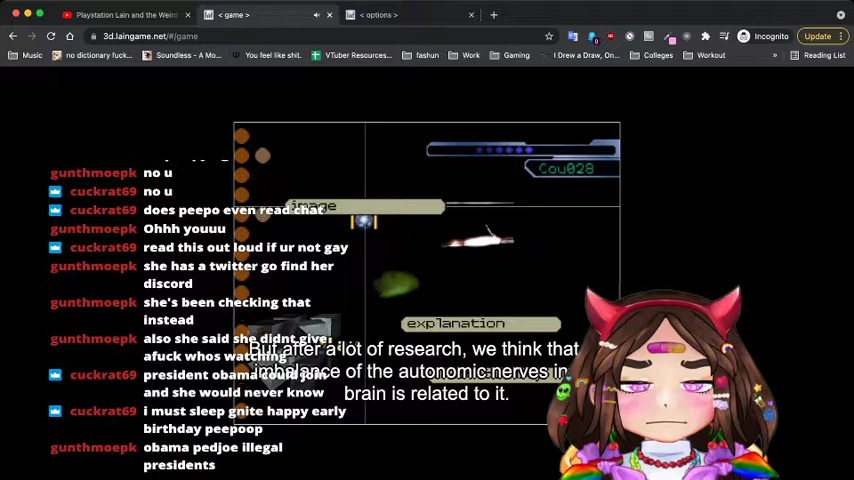 Playstation Lain and the Weird
< game >
< options >
3d.laingame.net/#/game
Incognito
Update
Music
no dictionary fuck...
Soundless - A Mo...
You feel like shit.
VTuber Resources...
fashun
Work
Gaming
I Drew a Draw, On...
Colleges
Workout
Reading List
gunthmoepk no u
cuckrat69 no u
cuckrat69 does peepo even read chat
gunthmoepk Ohhh youuu
cuckrat69 read this out loud if ur not gay
gunthmoepk she has a twitter go find her
discord
gunthmoepk she's been checking that
instead
gunthmoepk also she said she didnt give
afuck whos watching
cuckrat69 president obama could join
and she would never know
cuckrat69 i must sleep gnite happy early
birthday peepoop
gunthmoepk obama pedjoe illegal
presidents
Cou028
image
explanation
But after a lot of research, we think that
imbalance of the autonomic nerves in
brain is related to it.